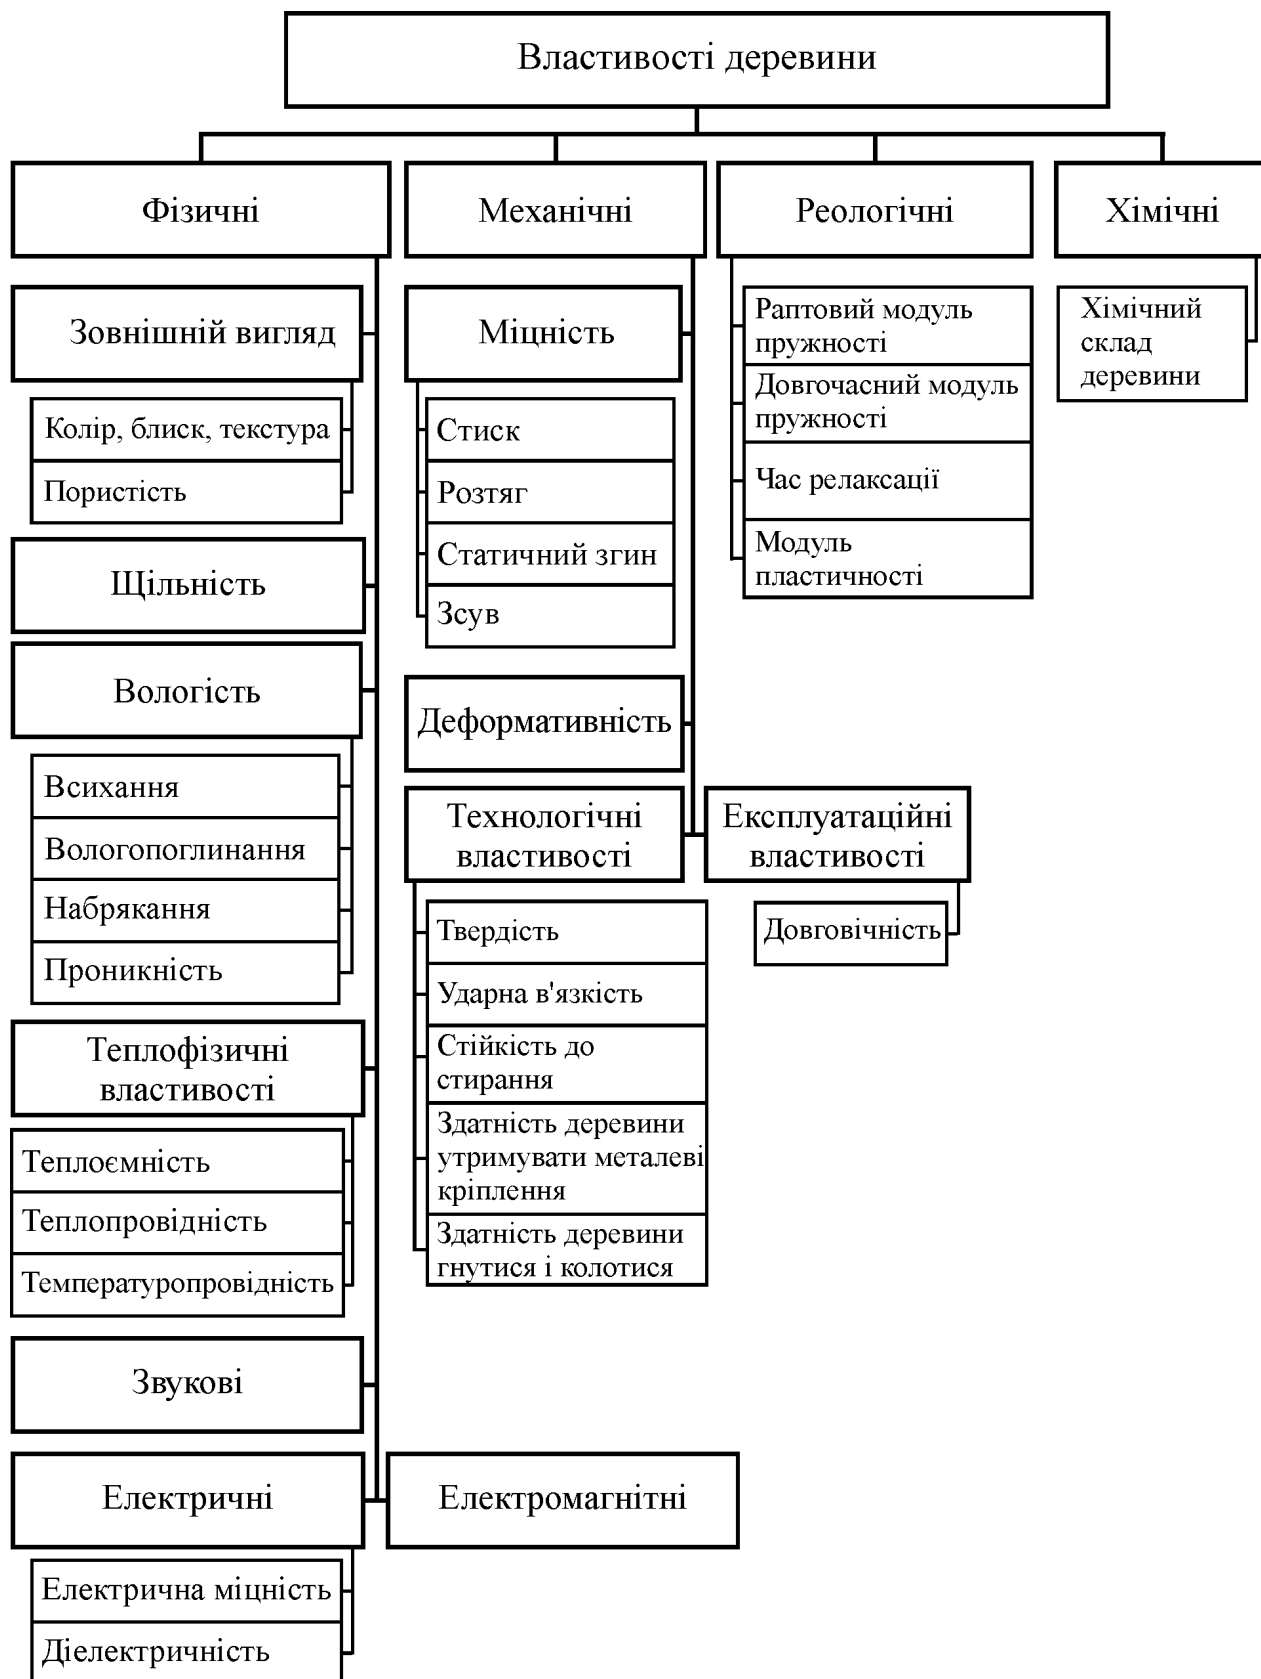 Властивості деревини
Фізичні
Механічні
Реологічні
Хімічні
Зовнішній вигляд
Колір, блиск, текстура
Пористість
Щільність
Вологість
Всихання
Вологопоглинання
Набрякання
Проникність
Теплофізичні
властивості
Теплоємність
Теплопровідність
Температуропровідність
Звукові
Електричні
Електромагнітні
Електрична міцність
Діелектричність
Міцність
Стиск
Розтяг
Статичний згин
Зсув
Деформативність
Технологічні
властивості
Твердість
Ударна в'язкість
Стійкість до
стирання
Здатність деревини
утримувати металеві
кріплення
Здатність деревини
гнутися і колотися
Експлуатаційні
властивості
Довговічність
Раптовий модуль
пружності
Довгочасний модуль
пружності
Час релаксації
Модуль
пластичності
Хімічний
склад
деревини